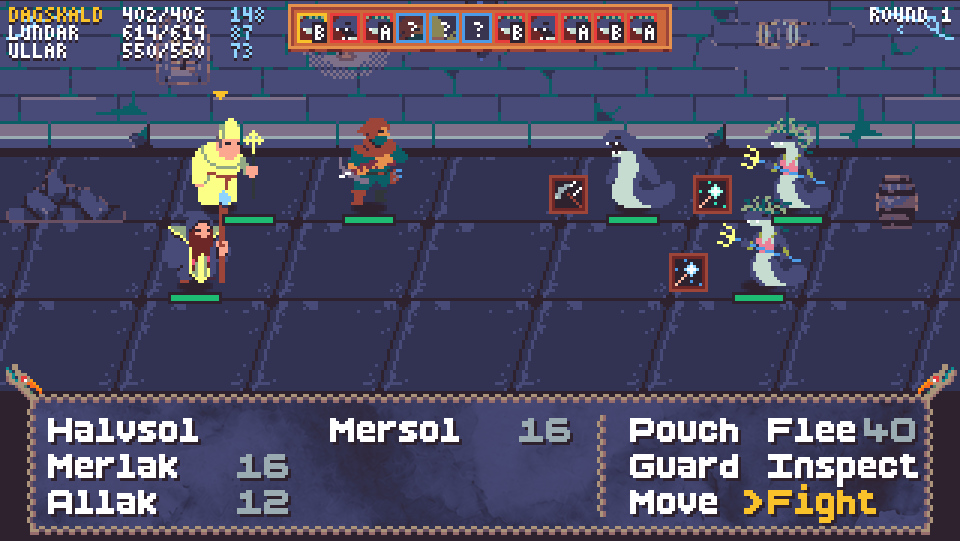 DAGSKALD 402/402 148
LUNDAR 614/614 87
ULLAR 550/550 73
B A ? ? ? B A B A
ROUND 1
Halvsol Mersol 16
Merlak 16
Allak 12
Pouch Flee 40
Guard Inspect
Move >Fight